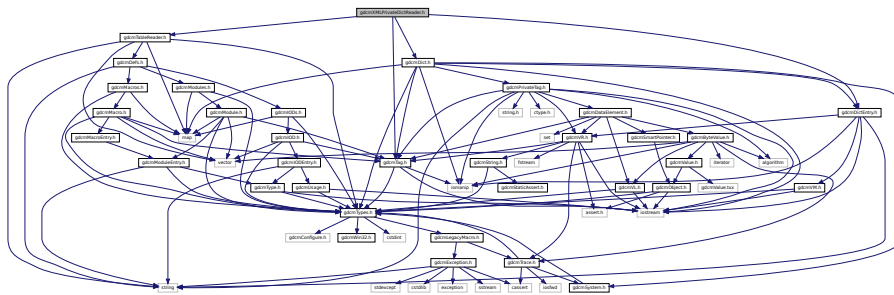 gdcmXMLPrivateDictReader.h
gdcmTableReader.h
gdcmDefs.h
gdcmDict.h
gdcmMacros.h
gdcmModules.h
gdcmPrivateTag.h
gdcmMacro.h
gdcmModule.h
gdcmIODs.h
string.h
ctype.h
gdcmDataElement.h
gdcmDictEntry.h
gdcmMacroEntry.h
map
gdcmIOD.h
set
gdcmVR.h
gdcmSmartPointer.h
gdcmByteValue.h
gdcmModuleEntry.h
vector
gdcmIODEntry.h
gdcmTag.h
gdcmString.h
fstream
gdcmValue.h
iterator
algorithm
gdcmType.h
gdcmUsage.h
iomanip
gdcmStaticAssert.h
gdcmVL.h
gdcmObject.h
gdcmValue.txx
gdcmVM.h
gdcmTypes.h
assert.h
iostream
gdcmConfigure.h
gdcmWin32.h
cstdint
gdcmLegacyMacro.h
gdcmException.h
gdcmTrace.h
string
stdexcept
cstdlib
exception
sstream
cassert
iosfwd
gdcmSystem.h